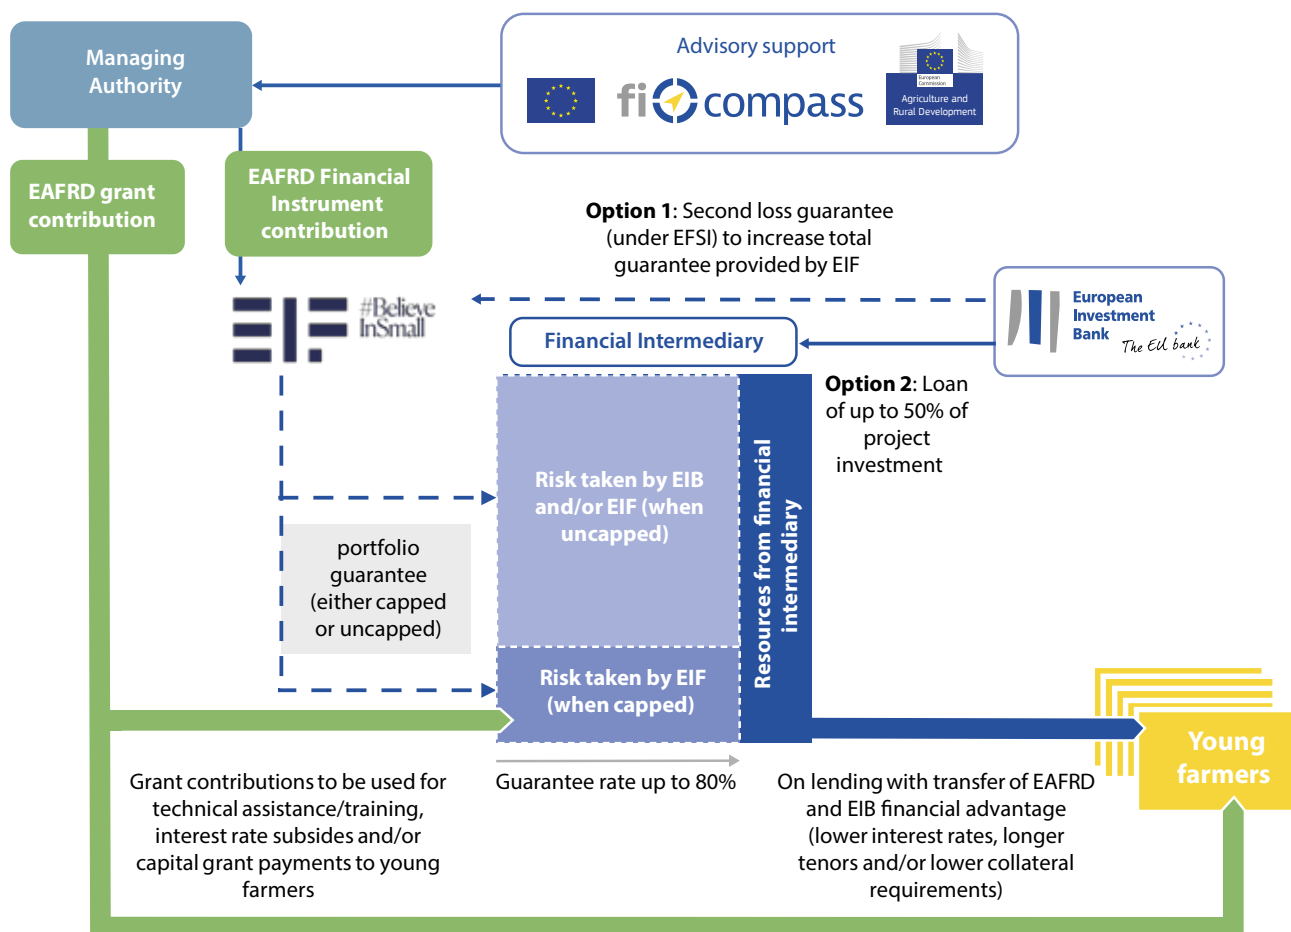 Managing
Authority
Advisory support
fi compass
European
Commission
Agriculture and
Rural Development
EAFRD grant
contribution
EAFRD Financial
Instrument
contribution
Option 1: Second loss guarantee
(under EFSI) to increase total
guarantee provided by EIF
EIF
#Believe
InSmall
European
Investment
Bank
The EU bank
Financial Intermediary
Option 2: Loan
of up to 50% of
project
investment
Risk taken by EIB
and/or EIF (when
uncapped)
Resources from financial
intermediary
portfolio
guarantee
(either capped
or uncapped)
Risk taken by EIF
(when capped)
Young
farmers
Grant contributions to be used for
technical assistance/training,
interest rate subsides and/or
capital grant payments to young
farmers
Guarantee rate up to 80%
On lending with transfer of EAFRD
and EIB financial advantage
(lower interest rates, longer
tenors and/or lower collateral
requirements)